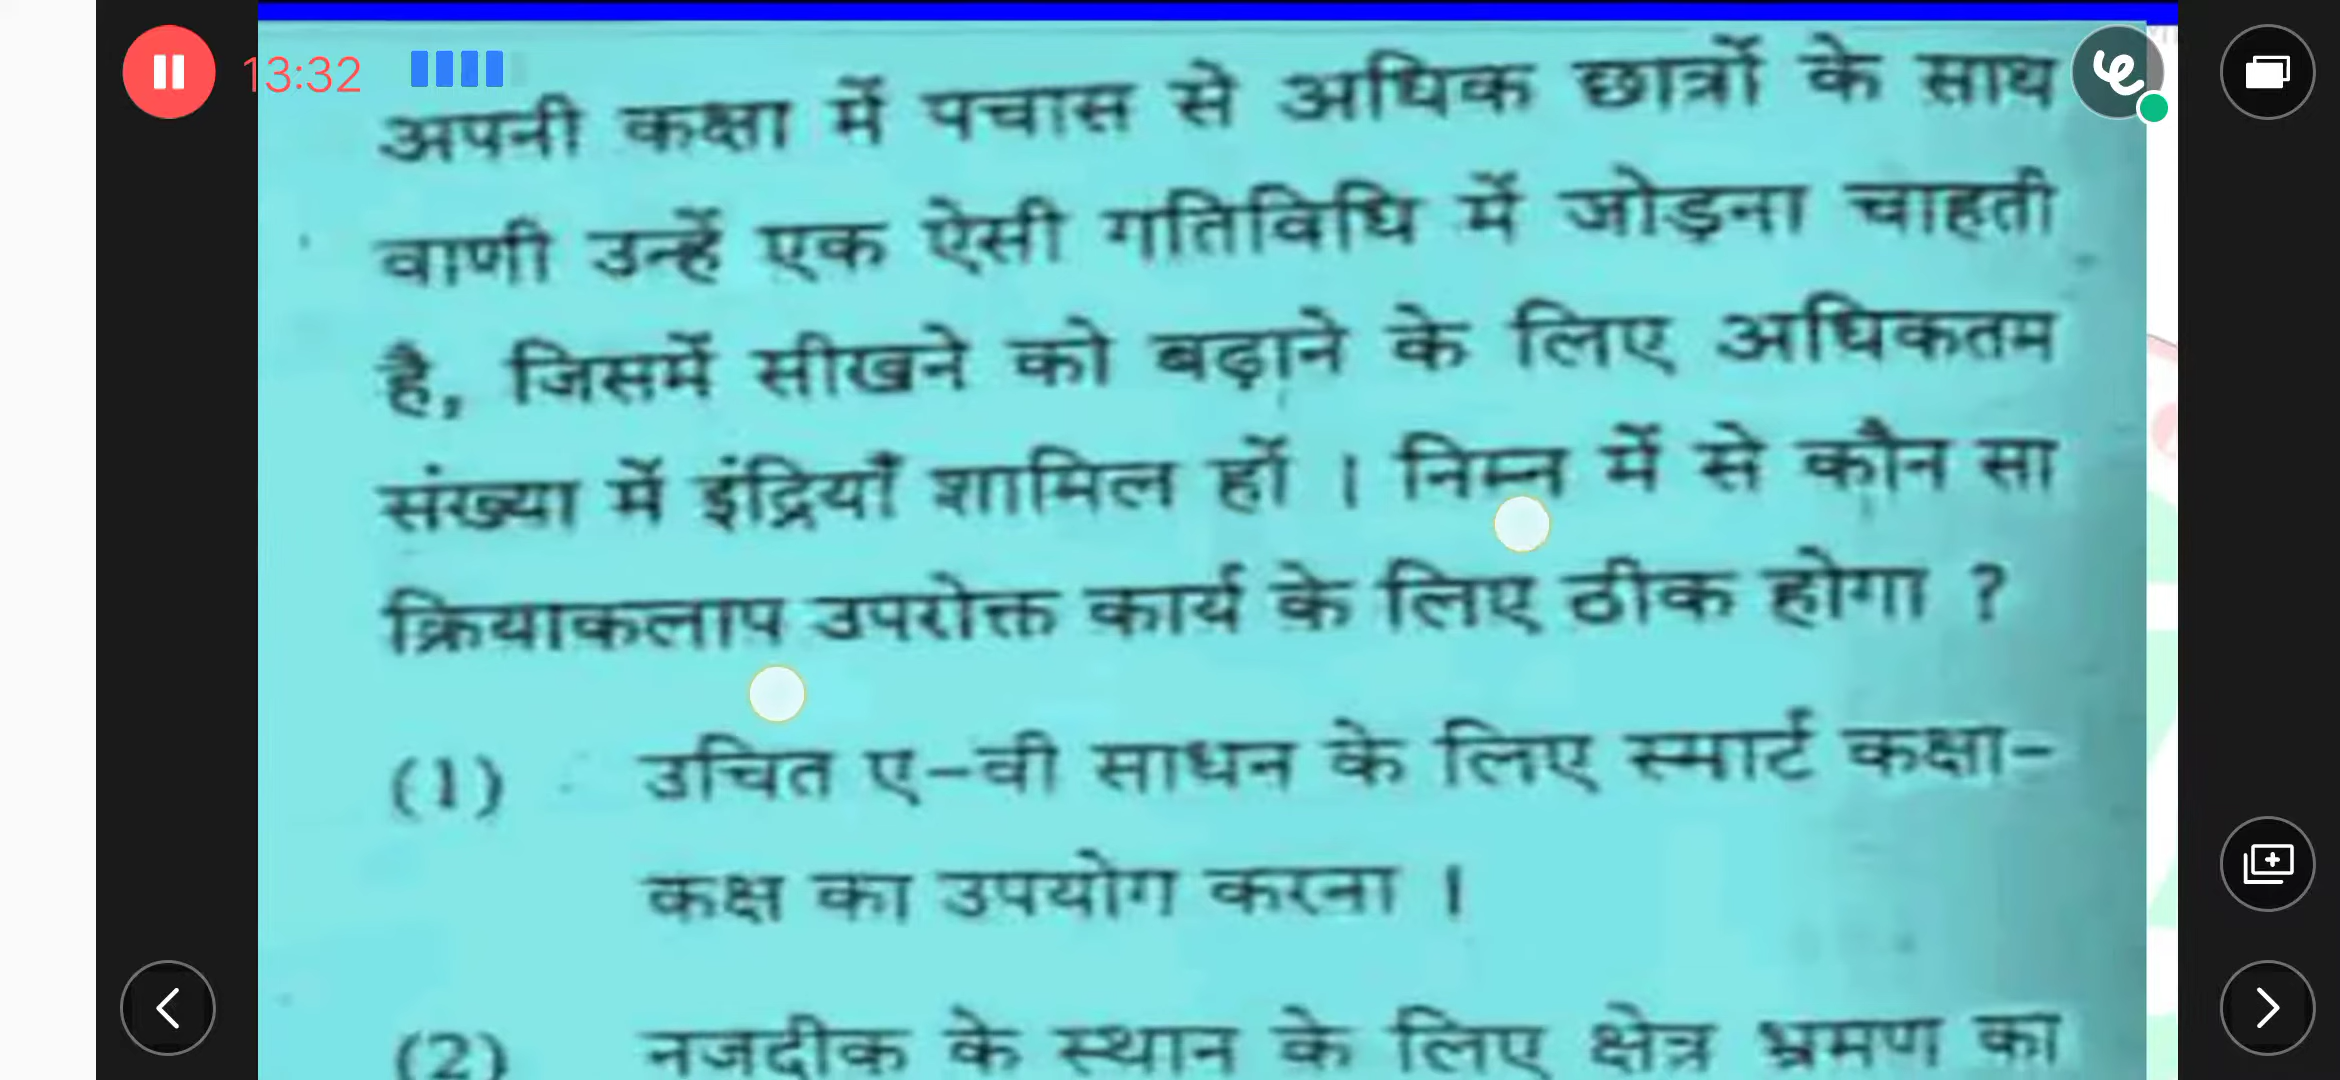 13:32
अपनी कक्षा में पचास से अधिक छात्रों के साथ
वाणी उन्हें एक ऐसी गतिविधि में जोड़ना चाहती
है, जिसमें सीखने को बढ़ाने के लिए अधिकतम
संख्या में इंद्रियाँ शामिल हों । निम्न में से कौन सा
क्रियाकलाप उपरोक्त कार्य के लिए ठीक होगा ?
(1) उचित ए-वी साधन के लिए स्मार्ट कक्षा-
कक्ष का उपयोग करना ।
(2) नजदीक के स्थान के लिए क्षेत्र भ्रमण का